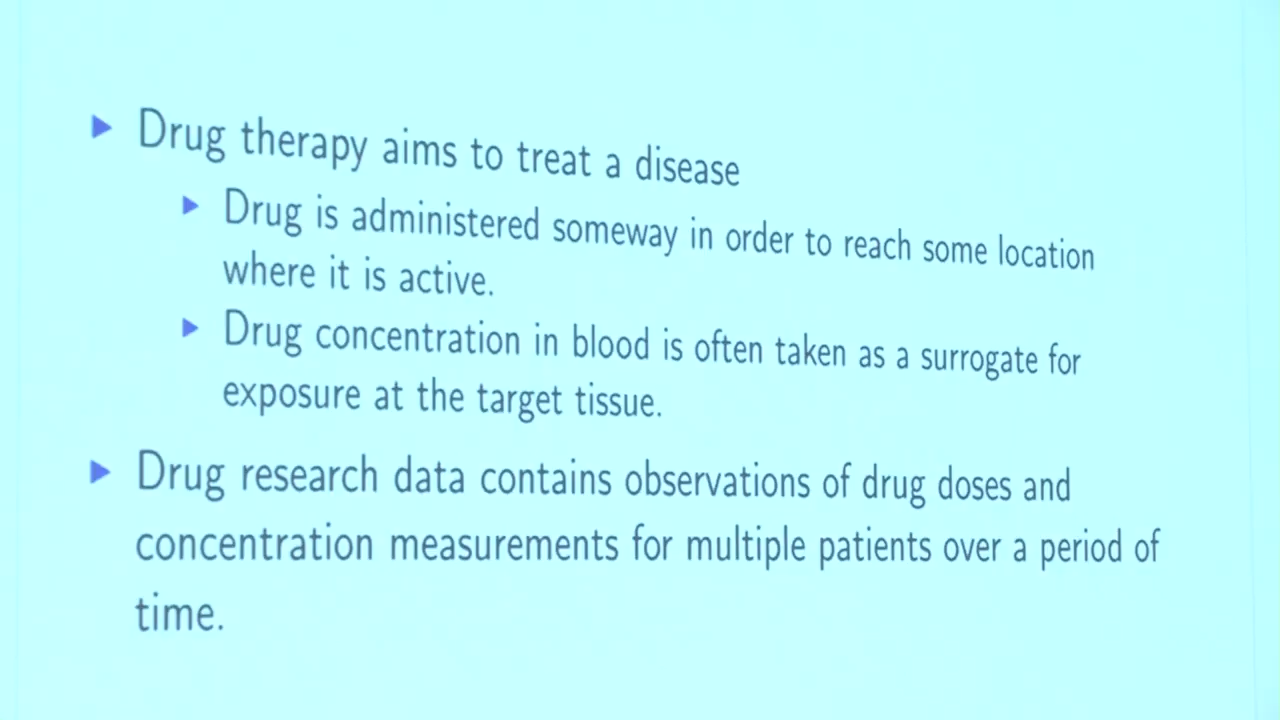 Drug therapy aims to treat a disease
Drug is administered someway in order to reach some location
where it is active.
Drug concentration in blood is often taken as a surrogate for
exposure at the target tissue.
Drug research data contains observations of drug doses and
concentration measurements for multiple patients over a period of
time.